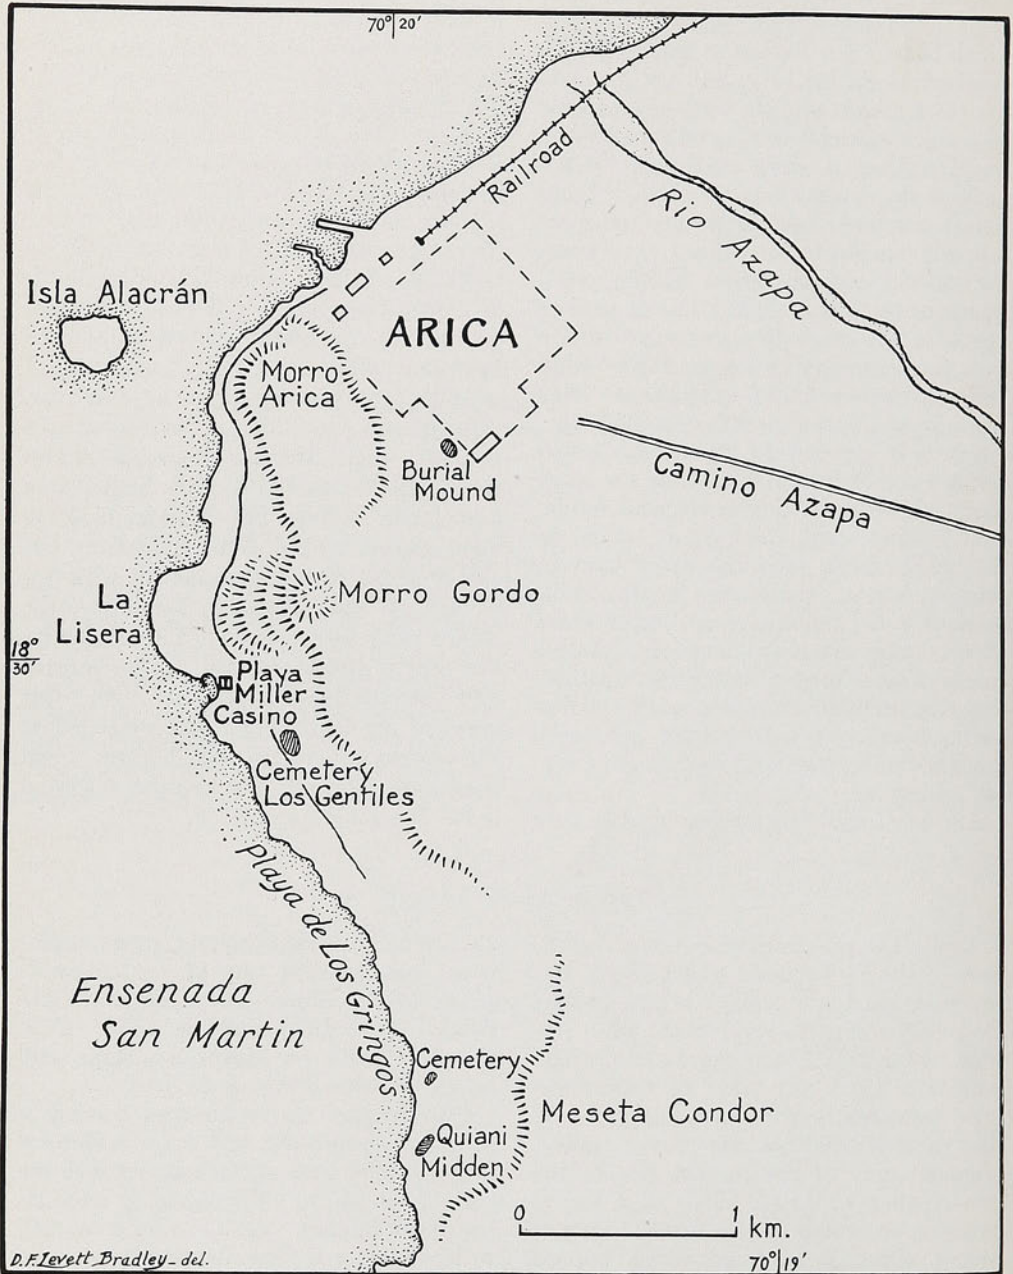 70° 20'
Railroad
Rio Azapa
Isla Alacrán
ARICA
Morro
Arica
Burial
Mound
Camino Azapa
La
Lisera
Morro Gordo
18°
30'
Playa
Miller
Casino
Cemetery
Los Gentiles
Playa de Los Gringos
Ensenada
San Martin
Cemetery
Meseta Condor
Quiani
Midden
0 1 km.
70° 19'
D.F. Levett Bradley_del.